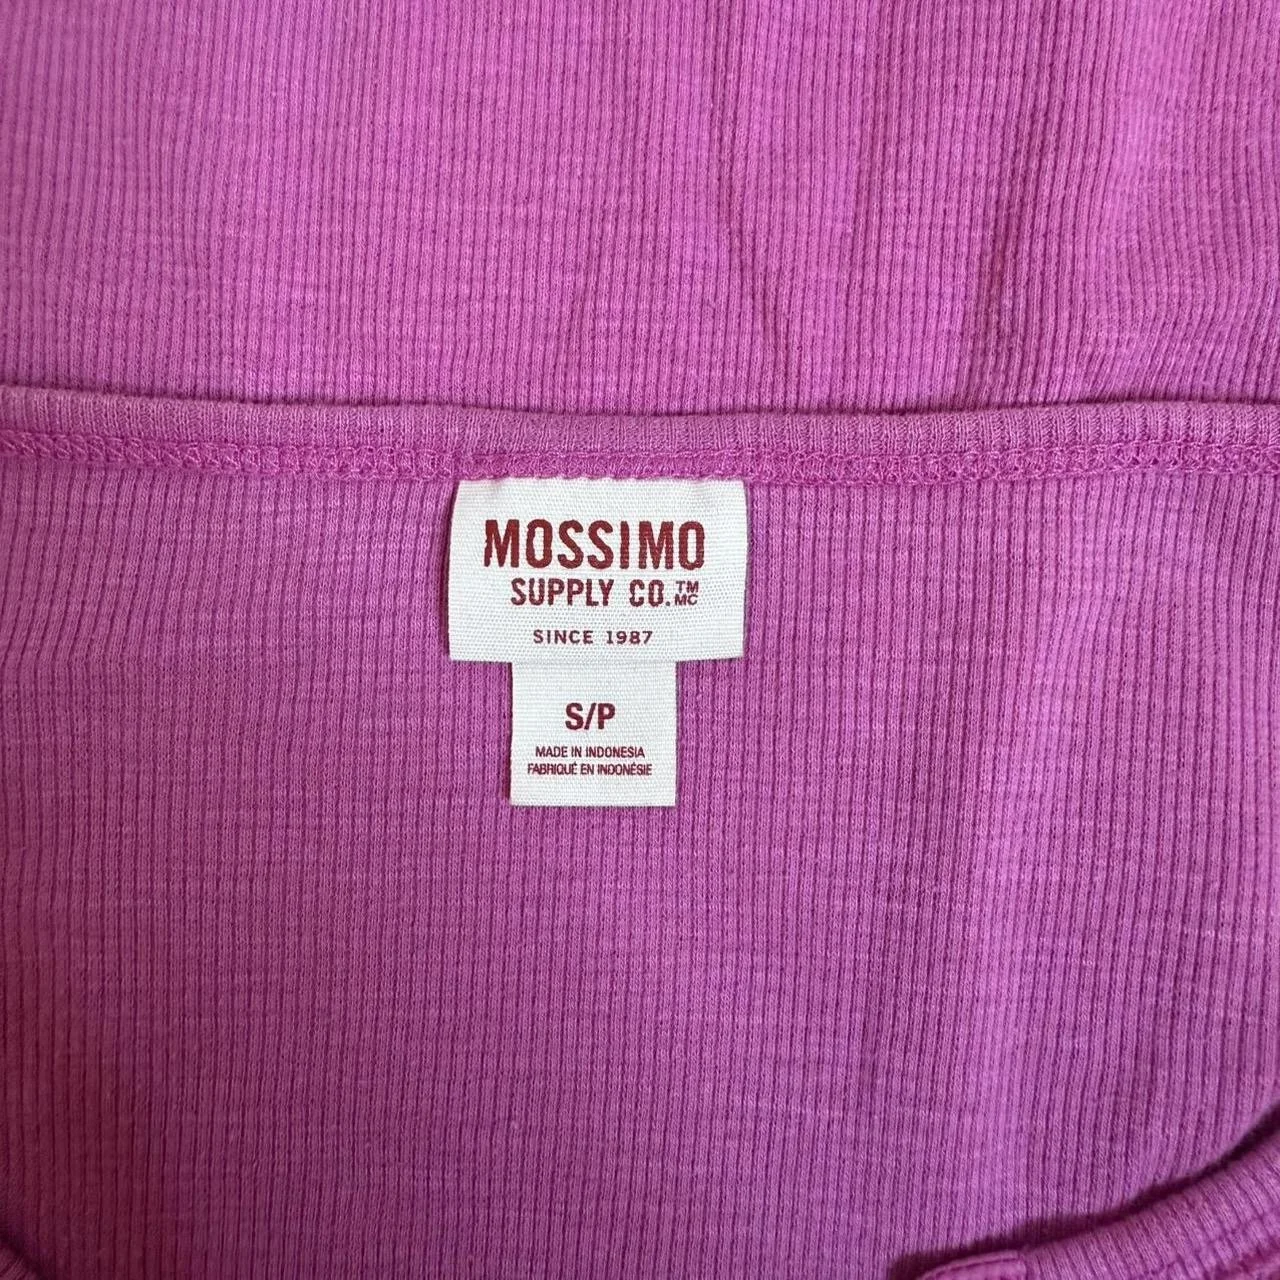 MOSSIMO
SUPPLY CO.™ MC
SINCE 1987
S/P
MADE IN INDONESIA
FABRIQUÉ EN INDONÉSIE